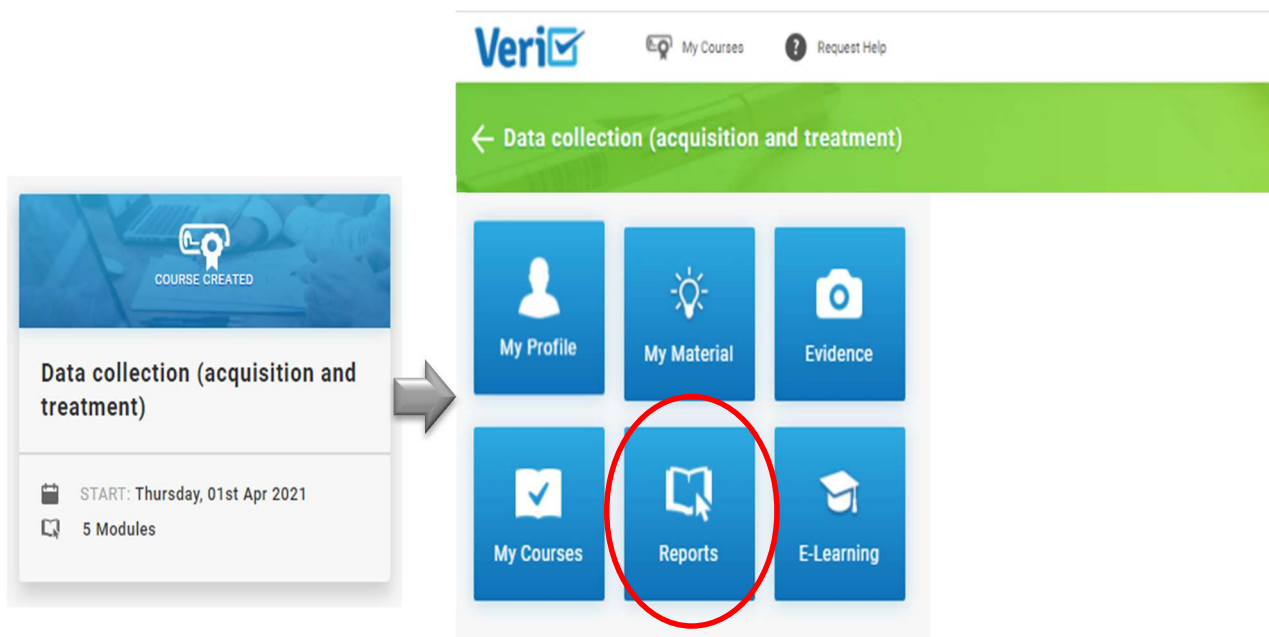 Veri
My Courses
? Request Help
Data collection (acquisition and treatment)
COURSE CREATED
Data collection (acquisition and
treatment)
START: Thursday, 01st Apr 2021
5 Modules
My Profile
My Material
Evidence
My Courses
Reports
E-Learning